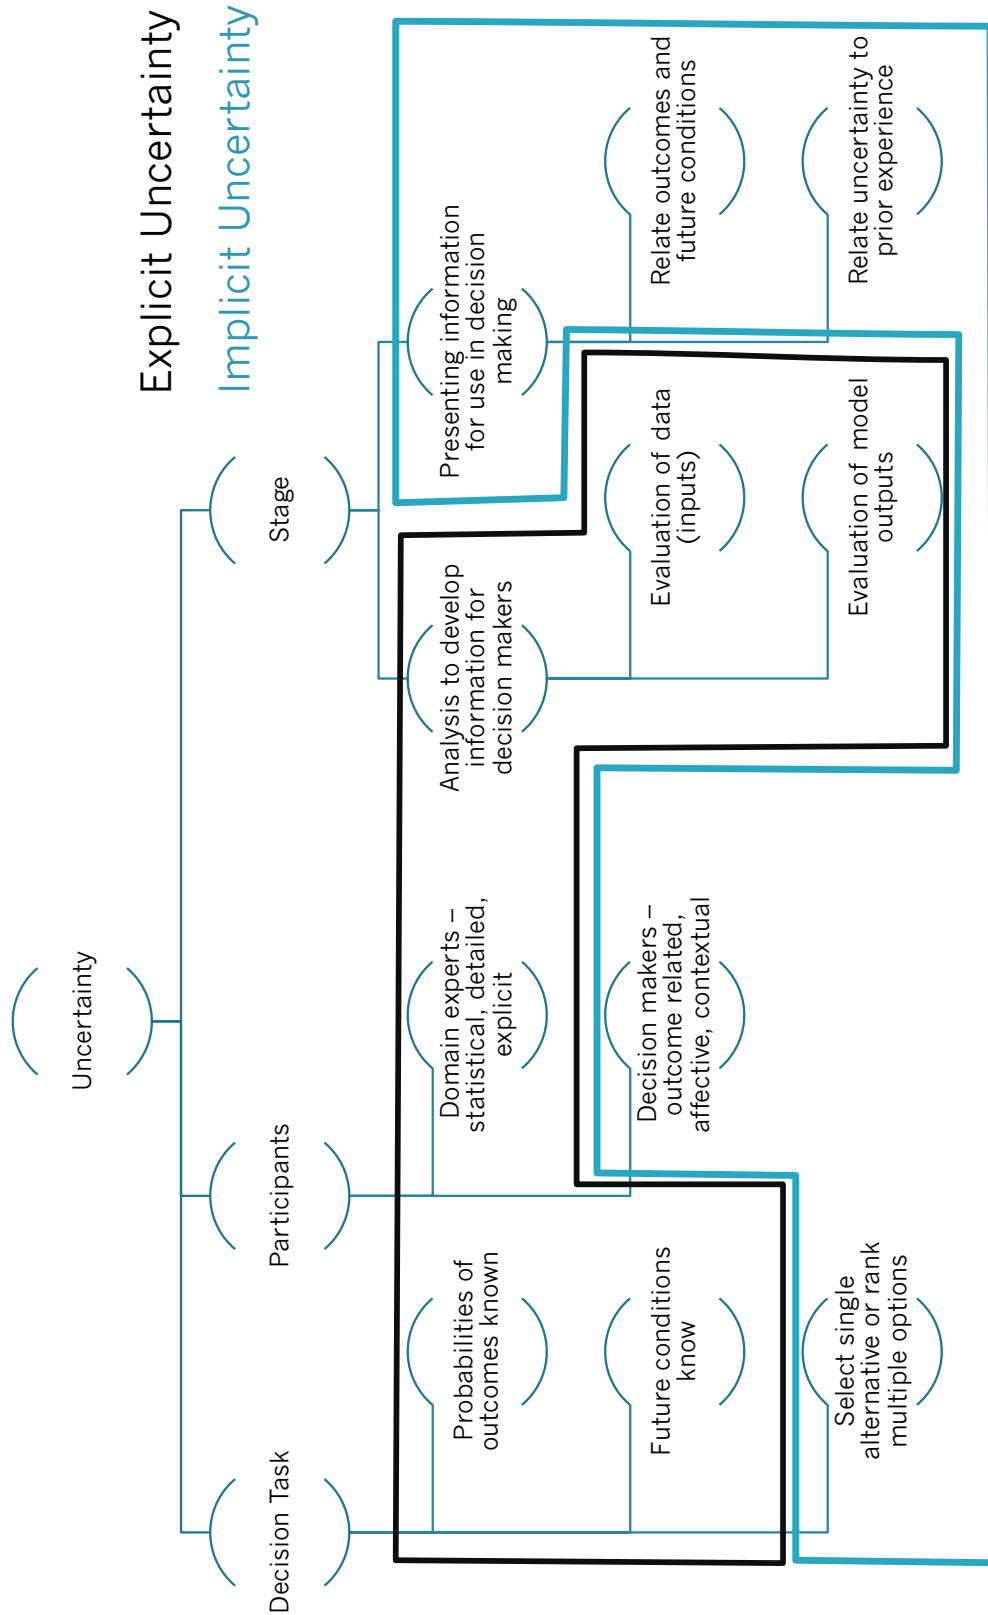 Explicit Uncertainty
Implicit Uncertainty
Uncertainty
Decision Task
Participants
Stage
Probabilities of
outcomes known
Future conditions
know
Select single
alternative or rank
multiple options
Domain experts –
statistical, detailed,
explicit
Decision makers –
outcome related,
affective, contextual
Analysis to develop
information for
decision makers
Evaluation of data
(inputs)
Evaluation of model
outputs
Presenting information
for use in decision
making
Relate outcomes and
future conditions
Relate uncertainty to
prior experience